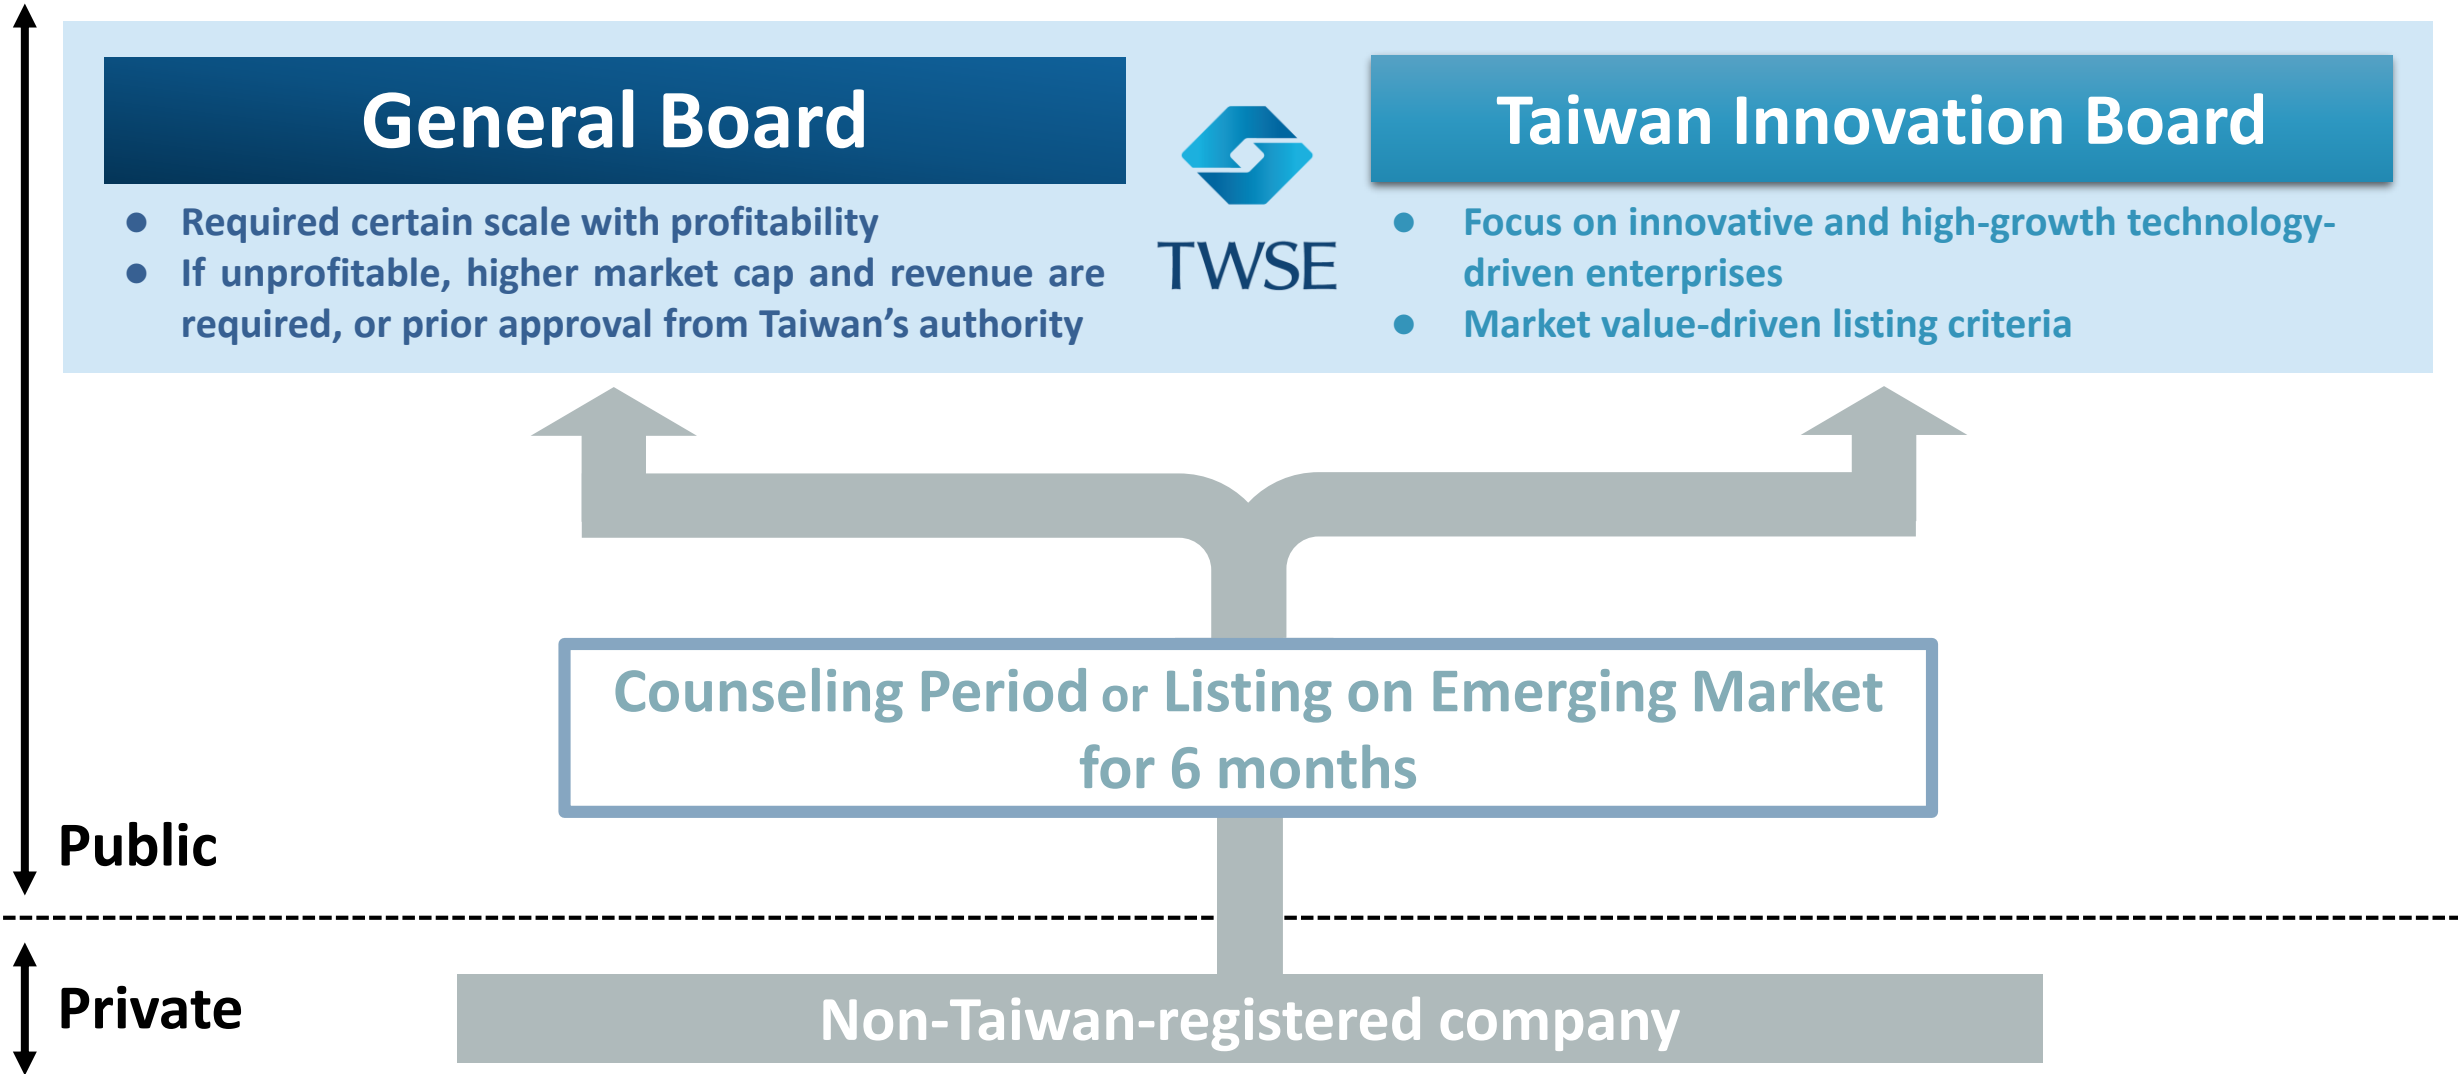 General Board
● Required certain scale with profitability
● If unprofitable, higher market cap and revenue are
required, or prior approval from Taiwan’s authority
TWSE
Taiwan Innovation Board
● Focus on innovative and high-growth technology-
driven enterprises
● Market value-driven listing criteria
Counseling Period or Listing on Emerging Market
for 6 months
Public
Private
Non-Taiwan-registered company